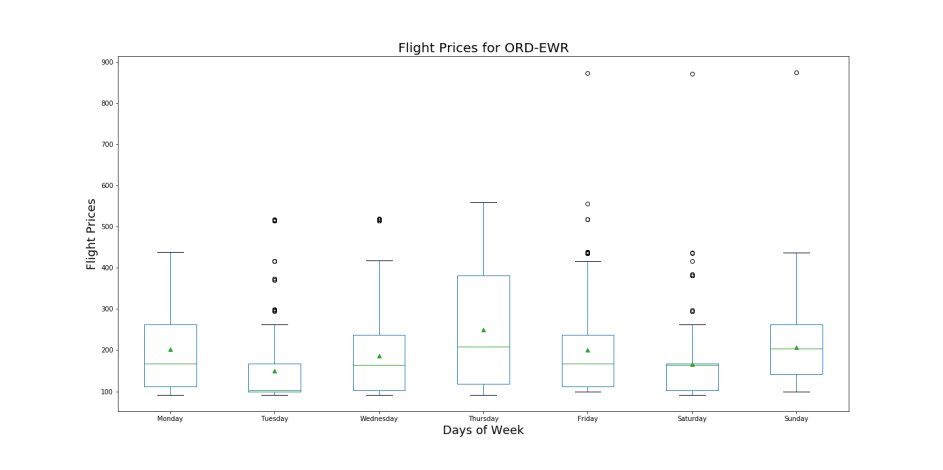 Flight Prices for ORD-EWR
900
800
700
600
500
400
300
200
100
Flight Prices
Monday Tuesday Wednesday Thursday Friday Saturday Sunday
Days of Week